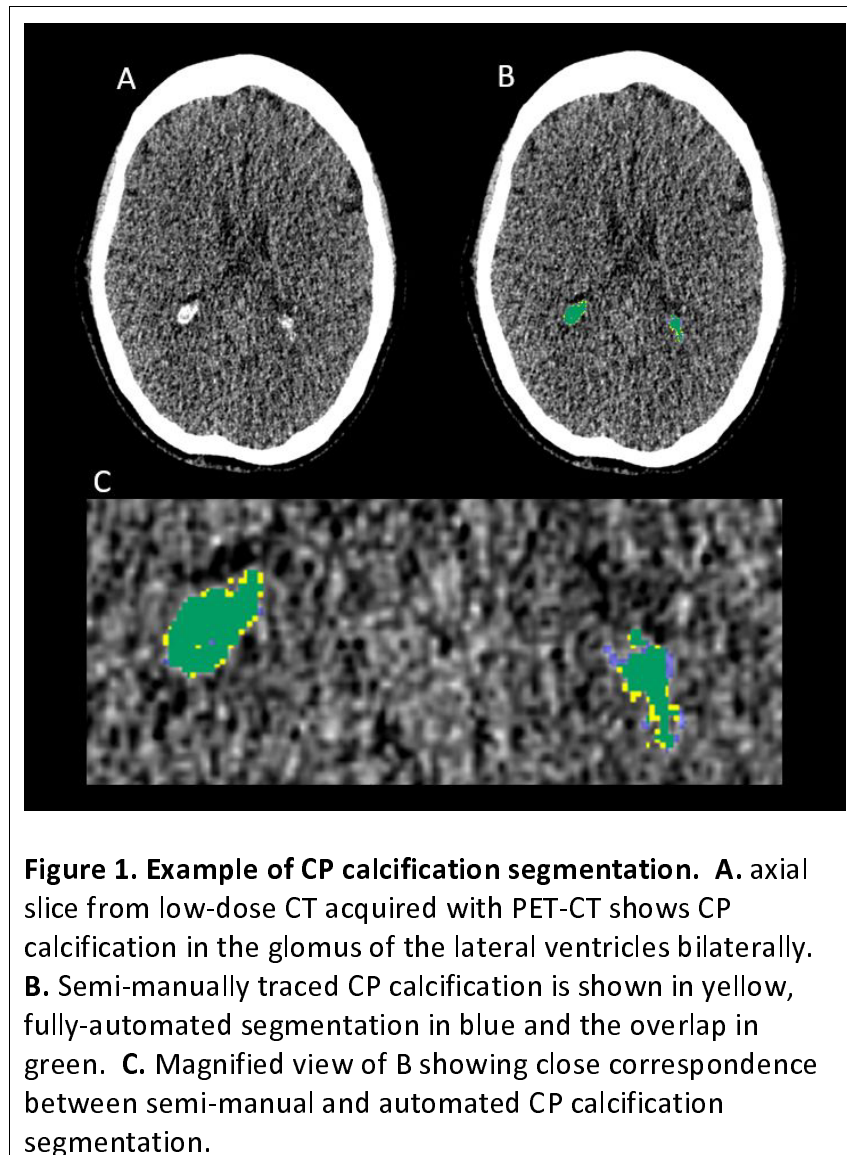 A
B
C
Figure 1. Example of CP calcification segmentation. A. axial
slice from low-dose CT acquired with PET-CT shows CP
calcification in the glomus of the lateral ventricles bilaterally.
B. Semi-manually traced CP calcification is shown in yellow,
fully-automated segmentation in blue and the overlap in
green. C. Magnified view of B showing close correspondence
between semi-manual and automated CP calcification
segmentation.